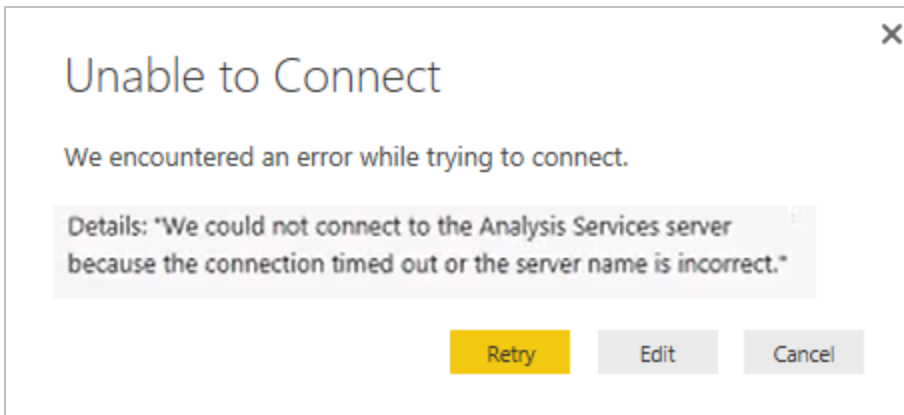 Unable to Connect
We encountered an error while trying to connect.
Details: "We could not connect to the Analysis Services server
because the connection timed out or the server name is incorrect."
Retry Edit Cancel